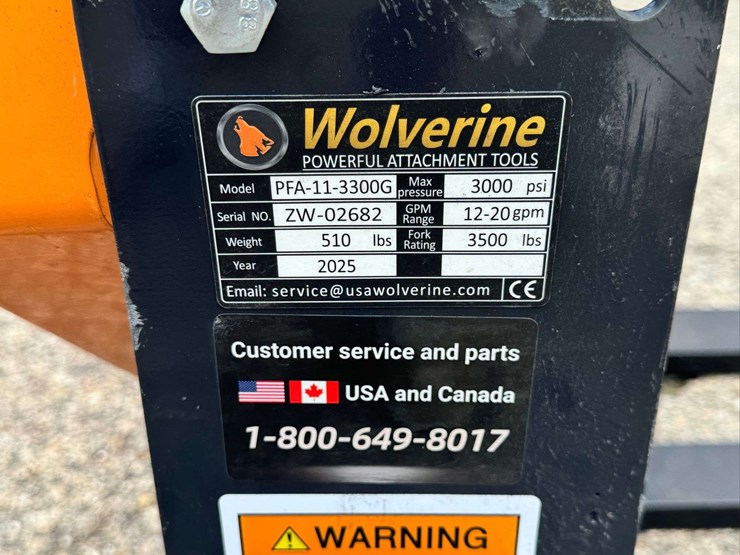 Wolverine
POWERFUL ATTACHMENT TOOLS
Model PFA-11-3300G Max pressure 3000 psi
Serial NO. ZW-02682 GPM Range 12-20 gpm
Weight 510 lbs Fork Rating 3500 lbs
Year 2025
Email: service@usawolverine.com CE
Customer service and parts
USA and Canada
1-800-649-8017
WARNING